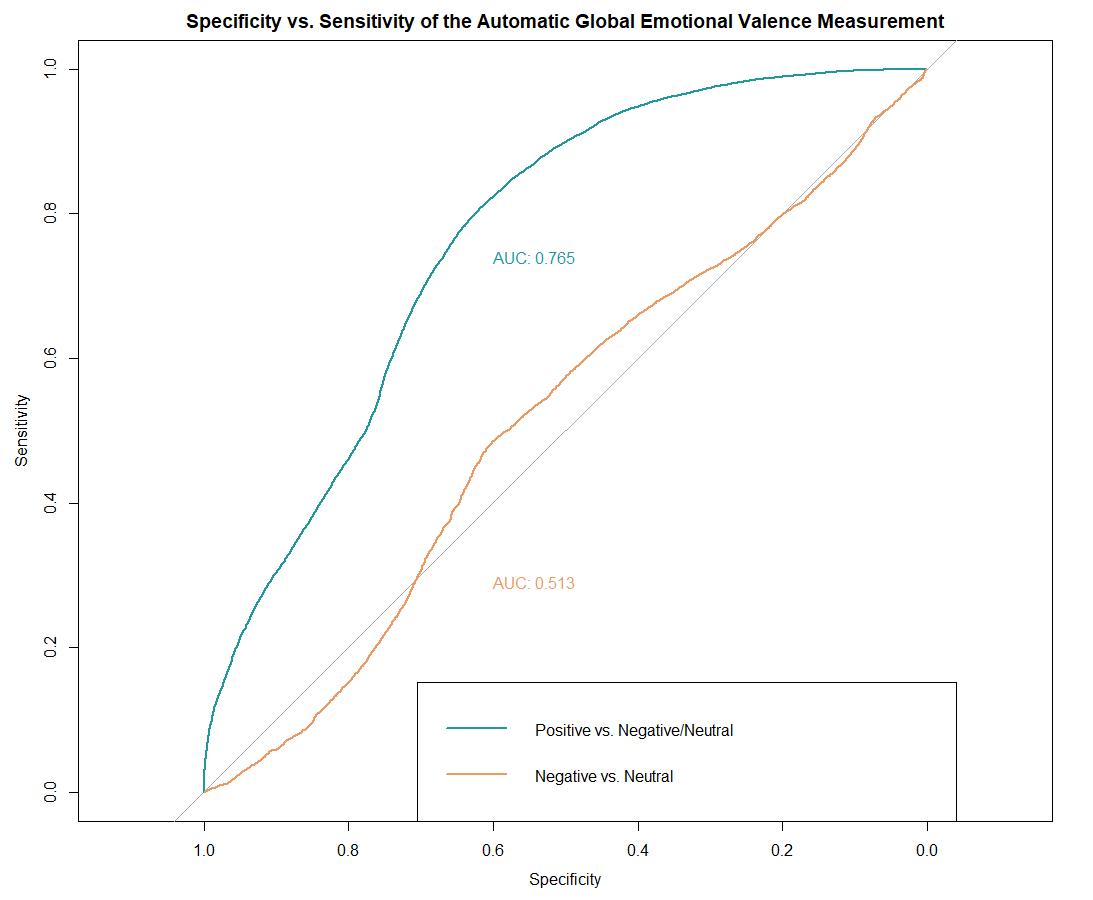 Specificity vs. Sensitivity of the Automatic Global Emotional Valence Measurement
1.0
0.8
0.6
0.4
0.2
0.0
Sensitivity
AUC: 0.765
AUC: 0.513
Positive vs. Negative/Neutral
Negative vs. Neutral
1.0 0.8 0.6 0.4 0.2 0.0
Specificity